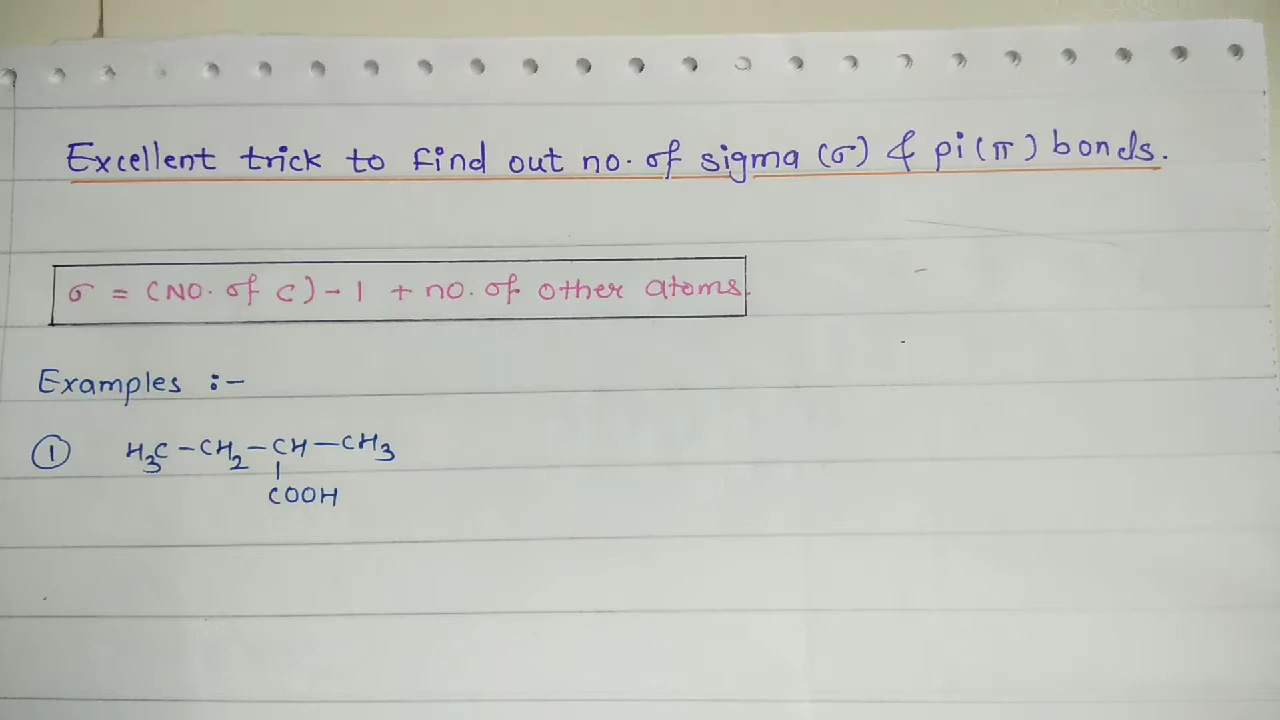 Excellent trick to find out no. of sigma (σ) & pi (π) bonds.
σ = (NO. of C) - 1 + no. of other atoms.
Examples :-
① H₃C - CH₂ - CH - CH₃
|
COOH